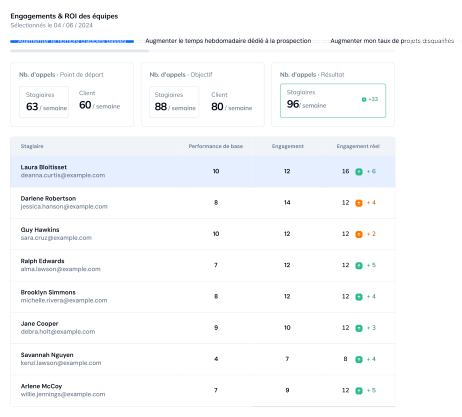 Engagements & ROI des équipes
Sélectionnés le 04 / 06 / 2024
Augmenter le temps hebdomadaire dédié à la prospection
Augmenter mon taux de projets disqualifiés
Nb. d'appels · Point de départ
Stagiaires
63 / semaine
Client
60 / semaine
Nb. d'appels · Objectif
Stagiaires
88 / semaine
Client
80 / semaine
Nb. d'appels · Résultat
Stagiaires
96 / semaine
+33
Stagiaire Performance de base Engagement Engagement réel
Laura Bloitisset
deanna.curtis@example.com
10 12 16 + 6
Darlene Robertson
jessica.hanson@example.com
8 14 12 + 4
Guy Hawkins
sara.cruz@example.com
10 12 12 + 2
Ralph Edwards
alma.lawson@example.com
7 12 12 + 5
Brooklyn Simmons
michelle.rivera@example.com
8 12 12 + 4
Jane Cooper
debra.holt@example.com
9 10 12 + 3
Savannah Nguyen
kenzi.lawson@example.com
4 7 8 + 4
Arlene McCoy
willie.jennings@example.com
7 9 12 + 5